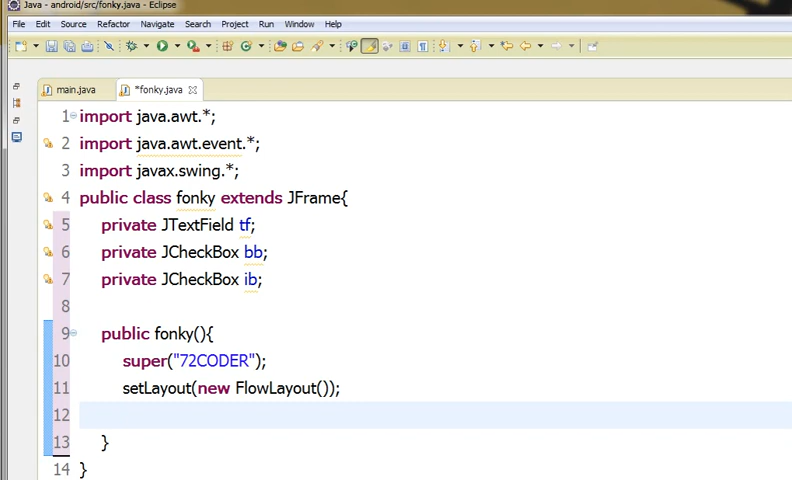 Java - android/src/fonky.java - Eclipse
File Edit Source Refactor Navigate Search Project Run Window Help
main.java *fonky.java
1 import java.awt.*;
2 import java.awt.event.*;
3 import javax.swing.*;
4 public class fonky extends JFrame{
5 private JTextField tf;
6 private JCheckBox bb;
7 private JCheckBox ib;
8
9 public fonky(){
10 super("72CODER");
11 setLayout(new FlowLayout());
12
13 }
14 }